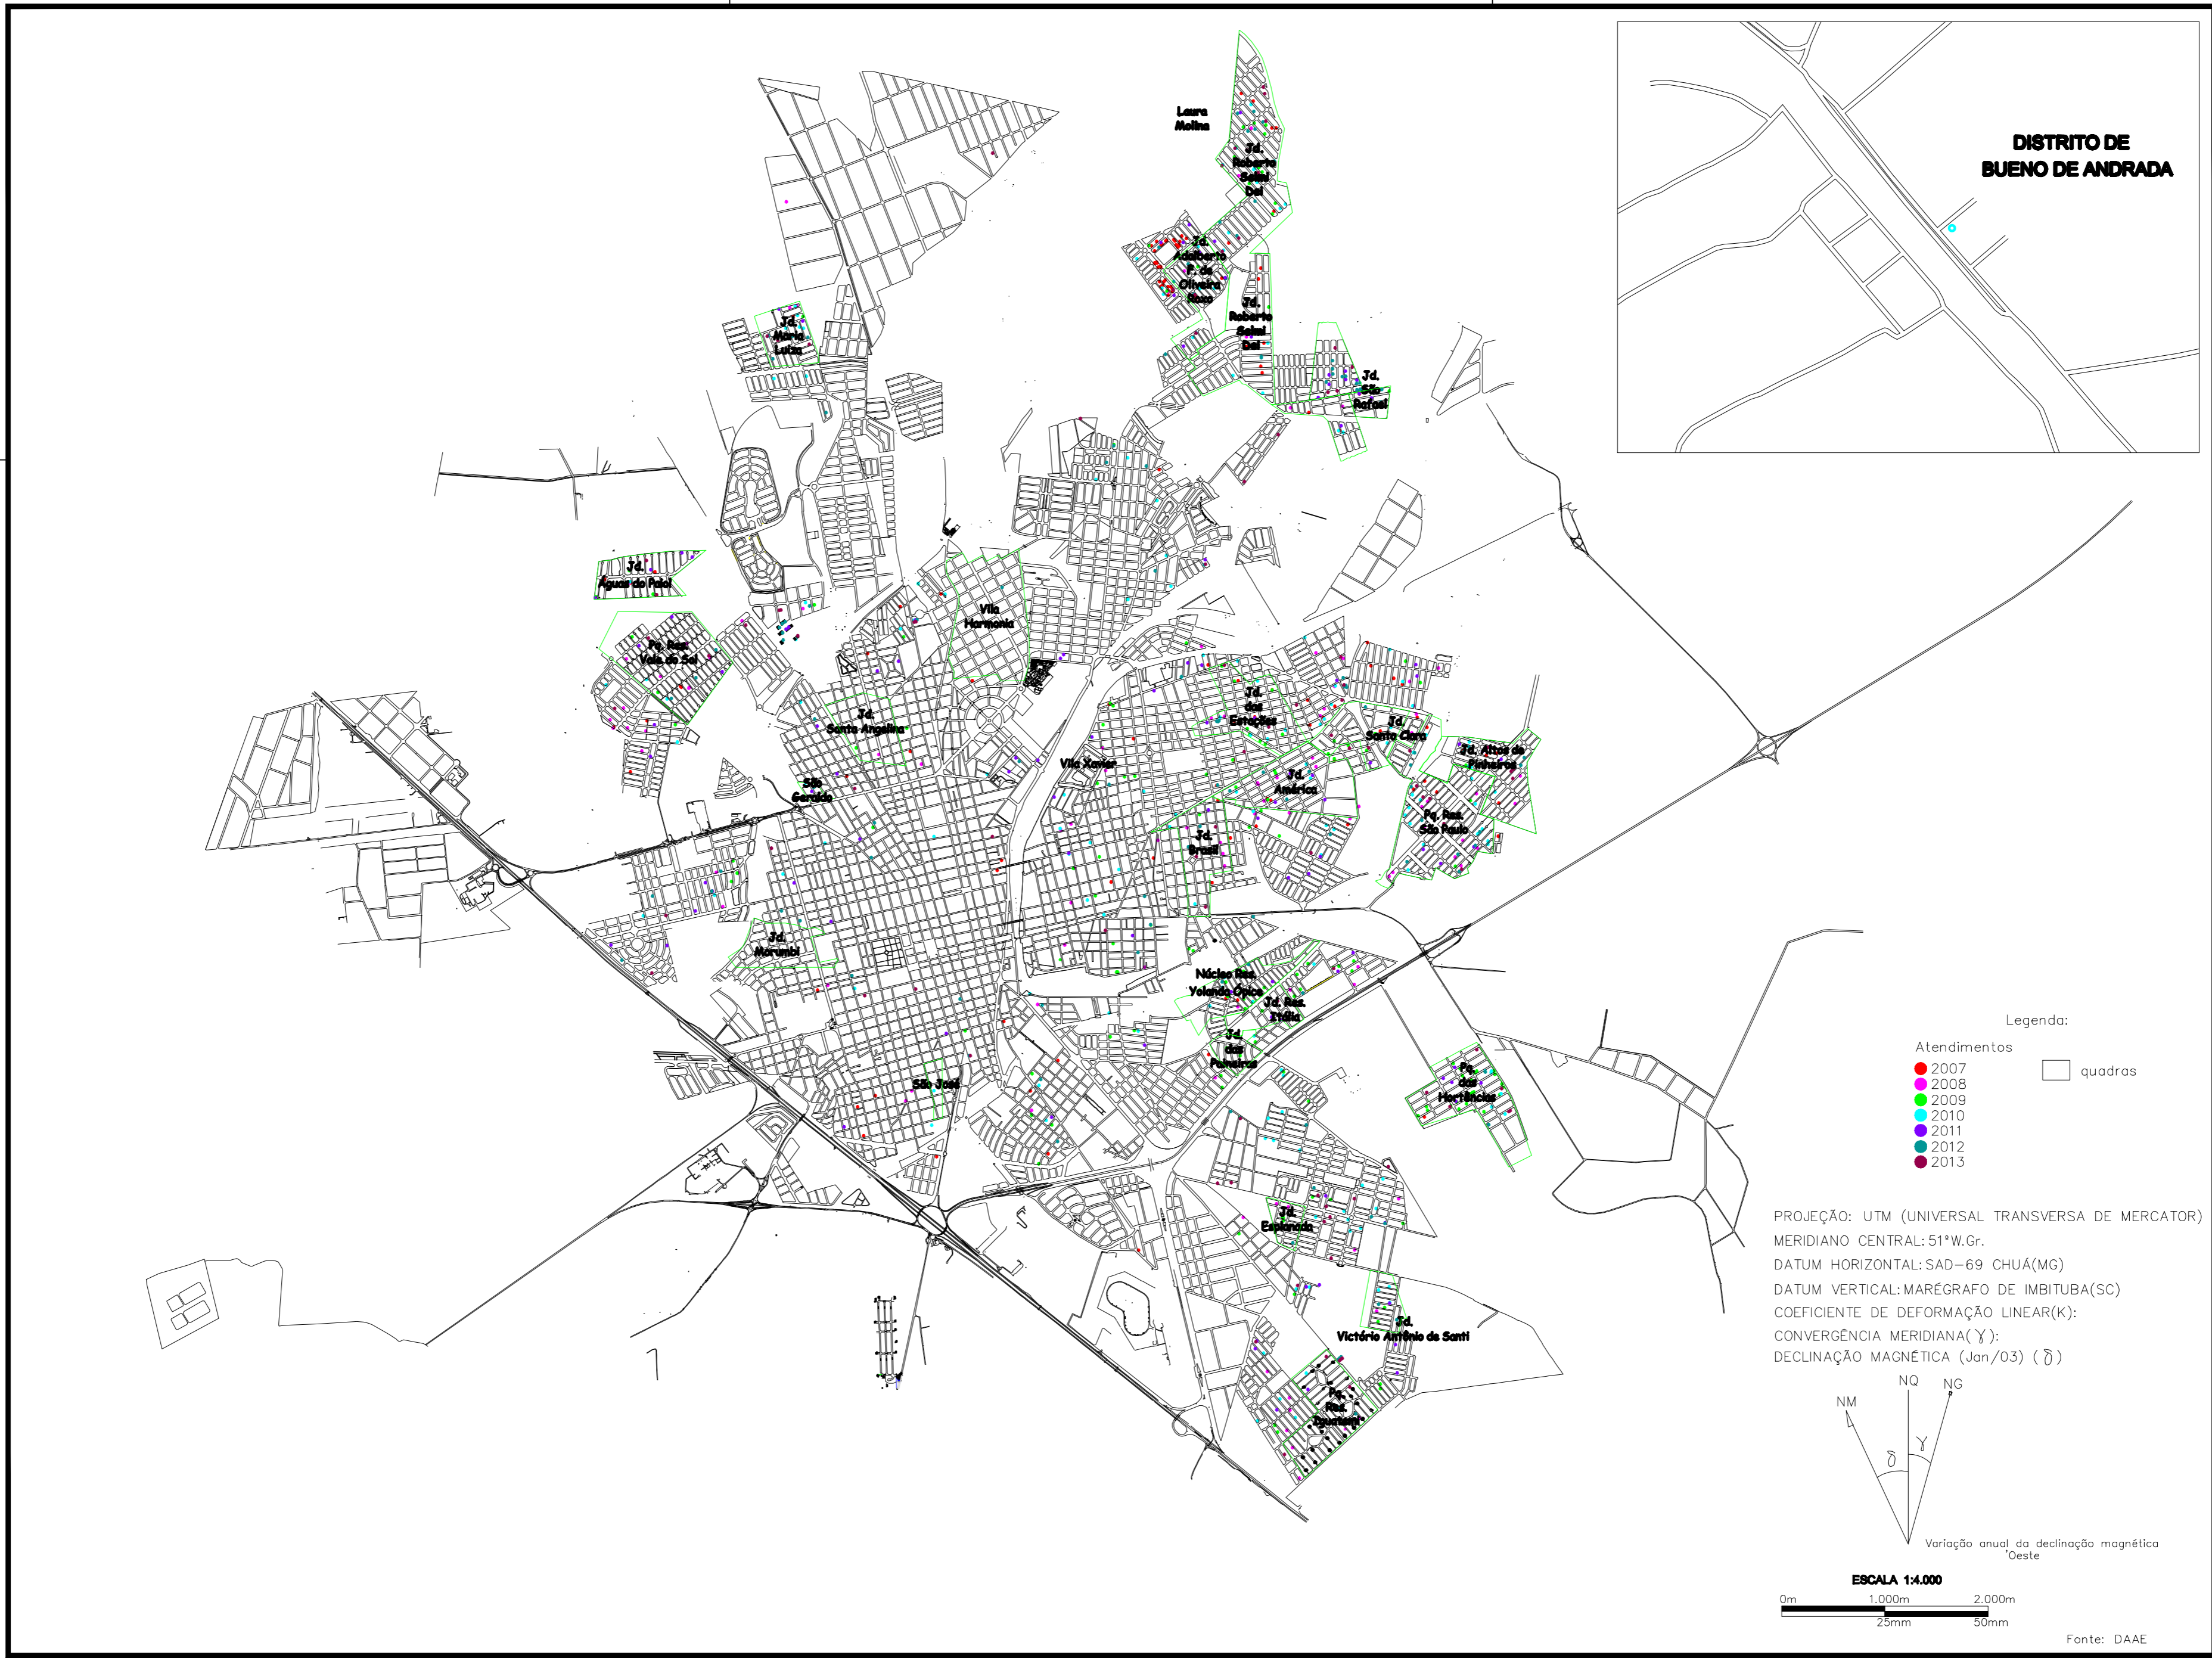 DISTRITO DE
BUENO DE ANDRADA
Laura
Molina
Jd.
Roberto
Selmi
Dei
Jd.
Adalberto
F. de
Oliveira
Roxo
Jd.
Roberto
Selmi
Dei
Jd.
Maria
Luiza
Jd.
São
Rafael
Jd.
Águas do Paiol
Vila
Harmonia
Pq. Res.
Vale do Sol
Jd.
das
Estações
Jd.
Santa Angelina
Jd.
Santa Clara
Jd. Altos de
Pinheiros
Vila Xavier
Jd.
América
São
Geraldo
Pq. Res.
São Paulo
Jd.
Brasil
Jd.
Morumbi
Núcleo Res.
Yolanda Ópice
Jd. Res.
Itália
Jd.
das
Paineiras
São José
Pq.
das
Hortências
Jd.
Esplanada
Jd.
Victório Antônio de Santi
Pq.
Res.
Iguatemi
Legenda:
Atendimentos
2007
2008
2009
2010
2011
2012
2013
quadras
PROJEÇÃO: UTM (UNIVERSAL TRANSVERSA DE MERCATOR)
MERIDIANO CENTRAL: 51°W.Gr.
DATUM HORIZONTAL: SAD-69 CHUÁ(MG)
DATUM VERTICAL: MARÉGRAFO DE IMBITUBA(SC)
COEFICIENTE DE DEFORMAÇÃO LINEAR(K):
CONVERGÊNCIA MERIDIANA(γ):
DECLINAÇÃO MAGNÉTICA (Jan/03) (δ)
NQ
NG
NM
γ
δ
Variação anual da declinação magnética
'Oeste
ESCALA 1:4.000
0m 1.000m 2.000m
25mm 50mm
Fonte: DAAE